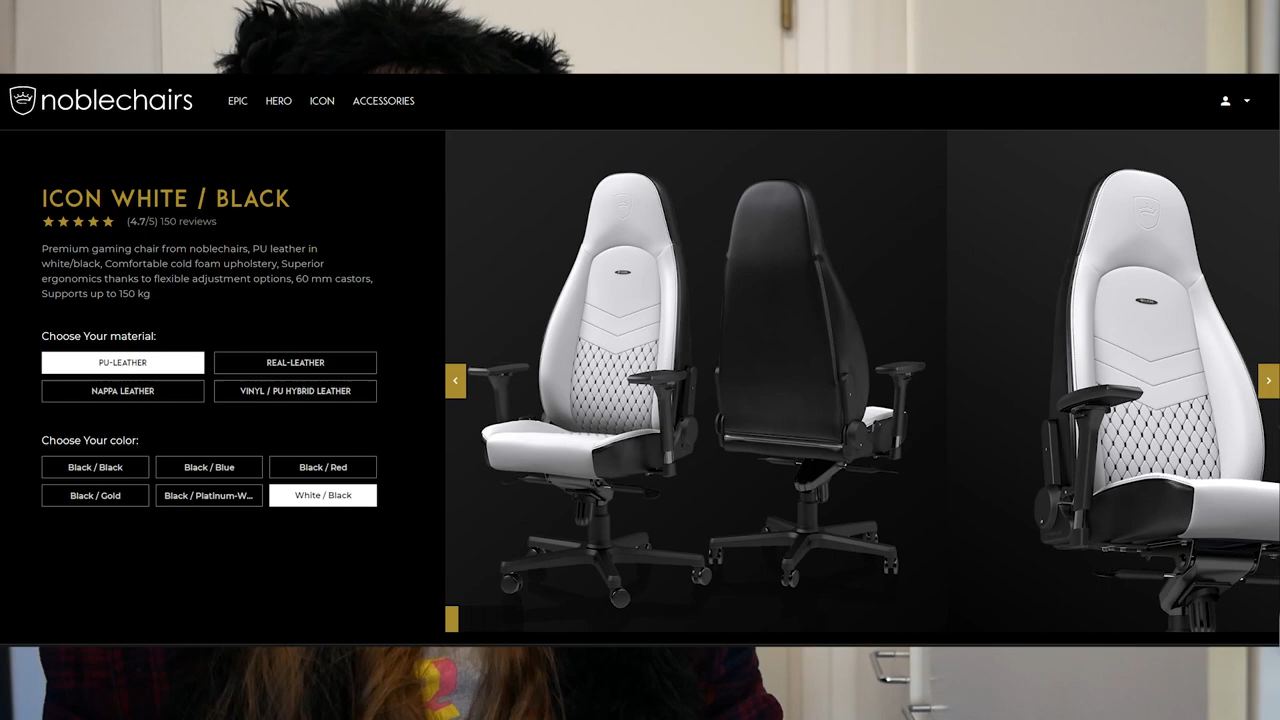 noblechairs
EPIC HERO ICON ACCESSORIES
ICON WHITE / BLACK
(4.7/5) 150 reviews
Premium gaming chair from noblechairs, PU leather in
white/black, Comfortable cold foam upholstery, Superior
ergonomics thanks to flexible adjustment options, 60 mm castors,
Supports up to 150 kg
Choose Your material:
PU-LEATHER REAL-LEATHER
NAPPA LEATHER VINYL / PU HYBRID LEATHER
Choose Your color:
Black / Black Black / Blue Black / Red
Black / Gold Black / Platinum-W... White / Black